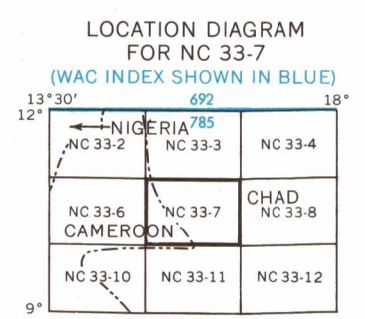 LOCATION DIAGRAM
FOR NC 33-7
(WAC INDEX SHOWN IN BLUE)
13°30' 692 18°
12°
NIGERIA 785
NC 33-2 NC 33-3 NC 33-4
CHAD
NC 33-6 NC 33-7 NC 33-8
CAMEROON
NC 33-10 NC 33-11 NC 33-12
9°